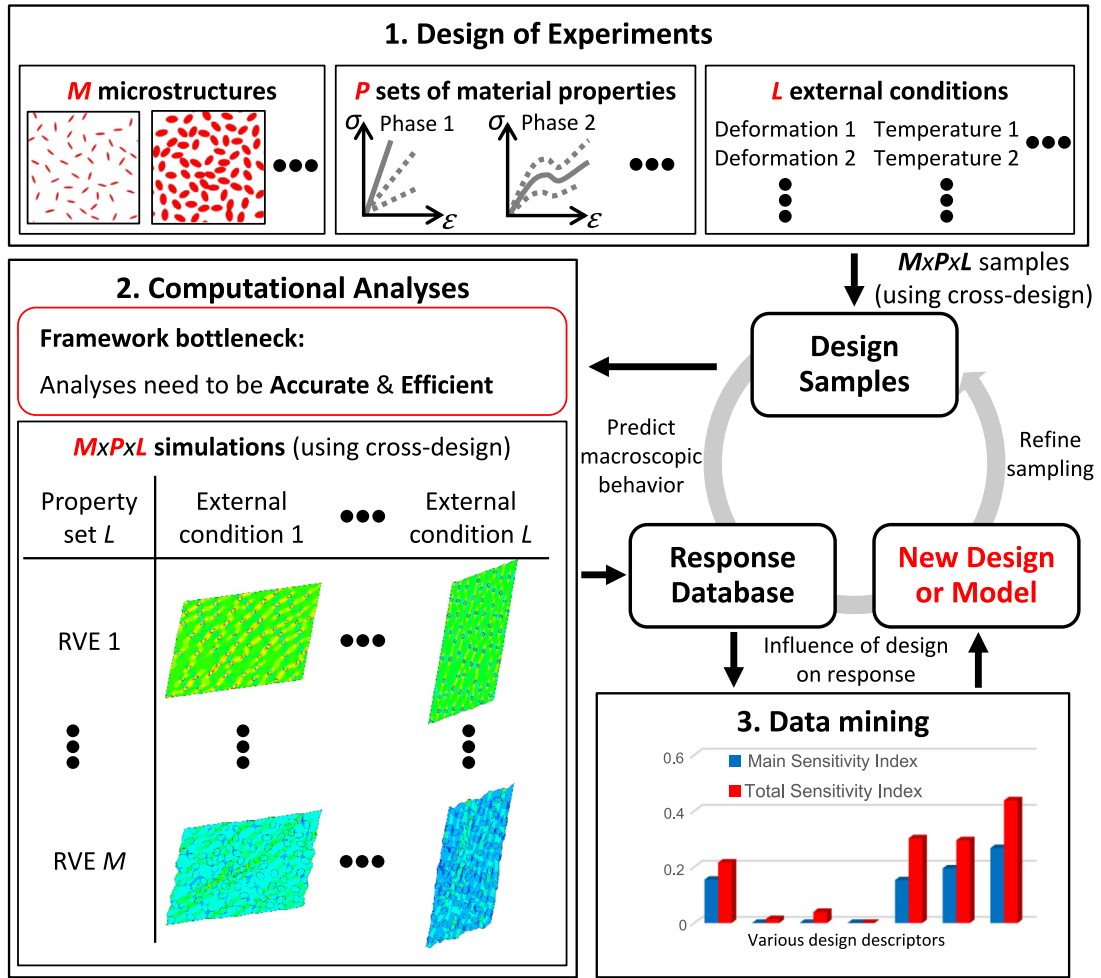 1. Design of Experiments
M microstructures
P sets of material properties
σ Phase 1
ε
σ Phase 2
ε
L external conditions
Deformation 1 Temperature 1
Deformation 2 Temperature 2
MxPxL samples
(using cross-design)
2. Computational Analyses
Framework bottleneck:
Analyses need to be Accurate & Efficient
MxPxL simulations (using cross-design)
Property
set L
External
condition 1
External
condition L
RVE 1
RVE M
Design
Samples
Predict
macroscopic
behavior
Refine
sampling
Response
Database
New Design
or Model
Influence of design
on response
3. Data mining
0.6
0.4
0.2
0
Main Sensitivity Index
Total Sensitivity Index
Various design descriptors